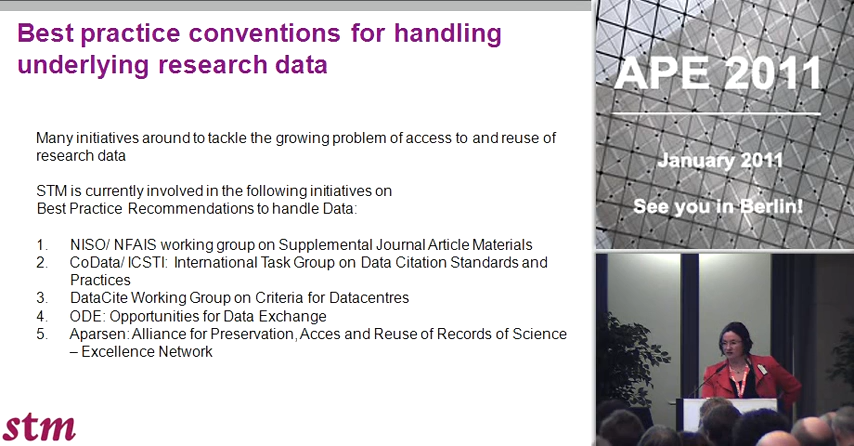 Best practice conventions for handling
underlying research data
Many initiatives around to tackle the growing problem of access to and reuse of
research data
STM is currently involved in the following initiatives on
Best Practice Recommendations to handle Data:
1. NISO/ NFAIS working group on Supplemental Journal Article Materials
2. CoData/ ICSTI: International Task Group on Data Citation Standards and
Practices
3. DataCite Working Group on Criteria for Datacentres
4. ODE: Opportunities for Data Exchange
5. Aparsen: Alliance for Preservation, Acces and Reuse of Records of Science
– Excellence Network
stm
APE 2011
January 2011
See you in Berlin!